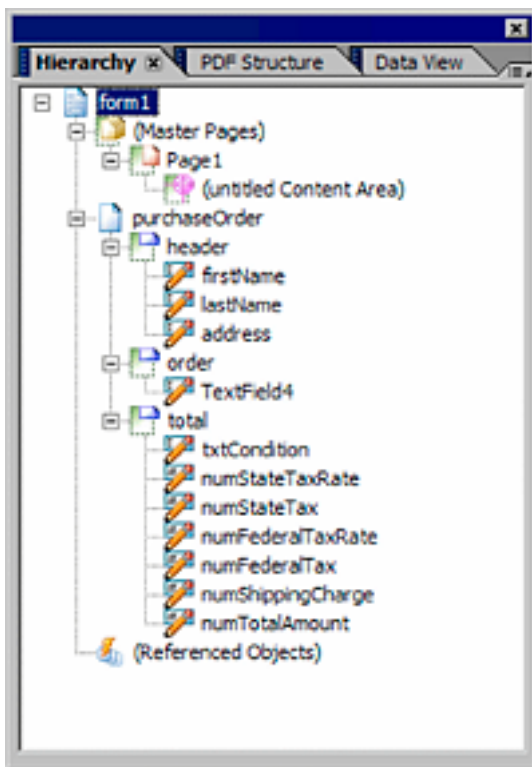 Hierarchy PDF Structure Data View
form1
(Master Pages)
Page1
(untitled Content Area)
purchaseOrder
header
firstName
lastName
address
order
TextField4
total
txtCondition
numStateTaxRate
numStateTax
numFederalTaxRate
numFederalTax
numShippingCharge
numTotalAmount
(Referenced Objects)